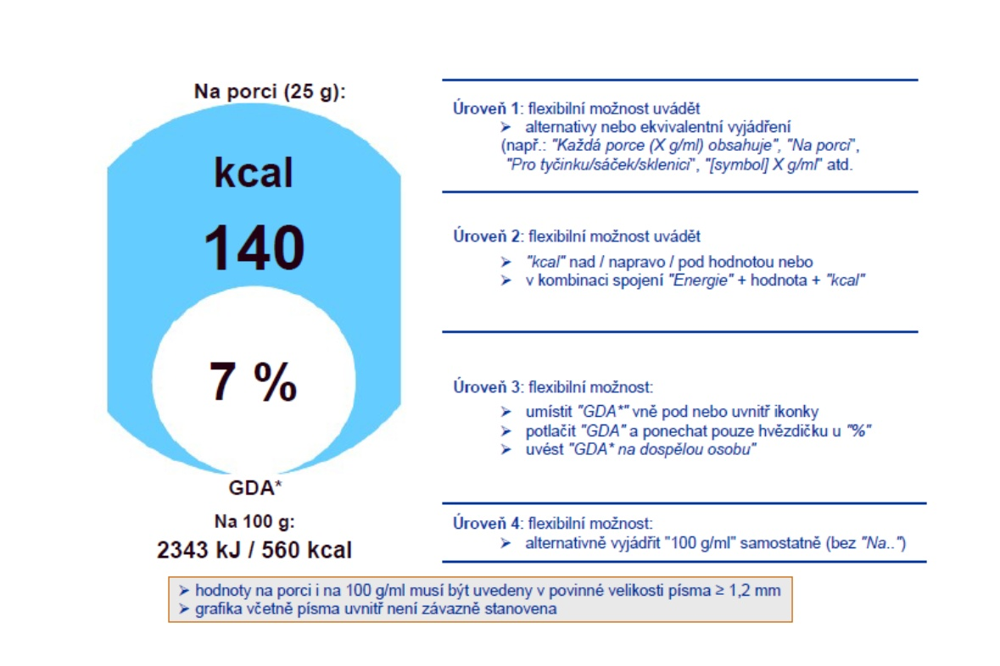 Na porci (25 g):
kcal
140
7 %
GDA*
Na 100 g:
2343 kJ / 560 kcal
Úroveň 1: flexibilní možnost uvádět
➢ alternativy nebo ekvivalentní vyjádření
(např.: "Každá porce (X g/ml) obsahuje", "Na porci",
"Pro tyčinku/sáček/sklenici", "[symbol] X g/ml" atd.
Úroveň 2: flexibilní možnost uvádět
➢ "kcal" nad / napravo / pod hodnotou nebo
➢ v kombinaci spojení "Energie" + hodnota + "kcal"
Úroveň 3: flexibilní možnost:
➢ umístit "GDA*" vně pod nebo uvnitř ikonky
➢ potlačit "GDA" a ponechat pouze hvězdičku u "%"
➢ uvést "GDA* na dospělou osobu"
Úroveň 4: flexibilní možnost:
➢ alternativně vyjádřit "100 g/ml" samostatně (bez "Na..")
➢ hodnoty na porci i na 100 g/ml musí být uvedeny v povinné velikosti písma ≥ 1,2 mm
➢ grafika včetně písma uvnitř není závazně stanovena